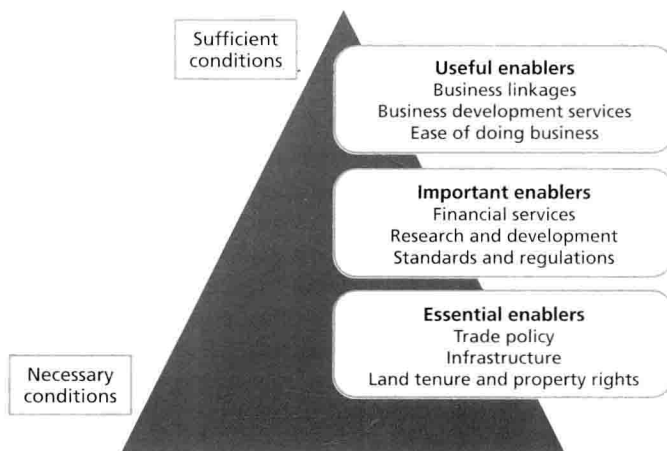 Sufficient
conditions
Useful enablers
Business linkages
Business development services
Ease of doing business
Important enablers
Financial services
Research and development
Standards and regulations
Essential enablers
Trade policy
Infrastructure
Land tenure and property rights
Necessary
conditions